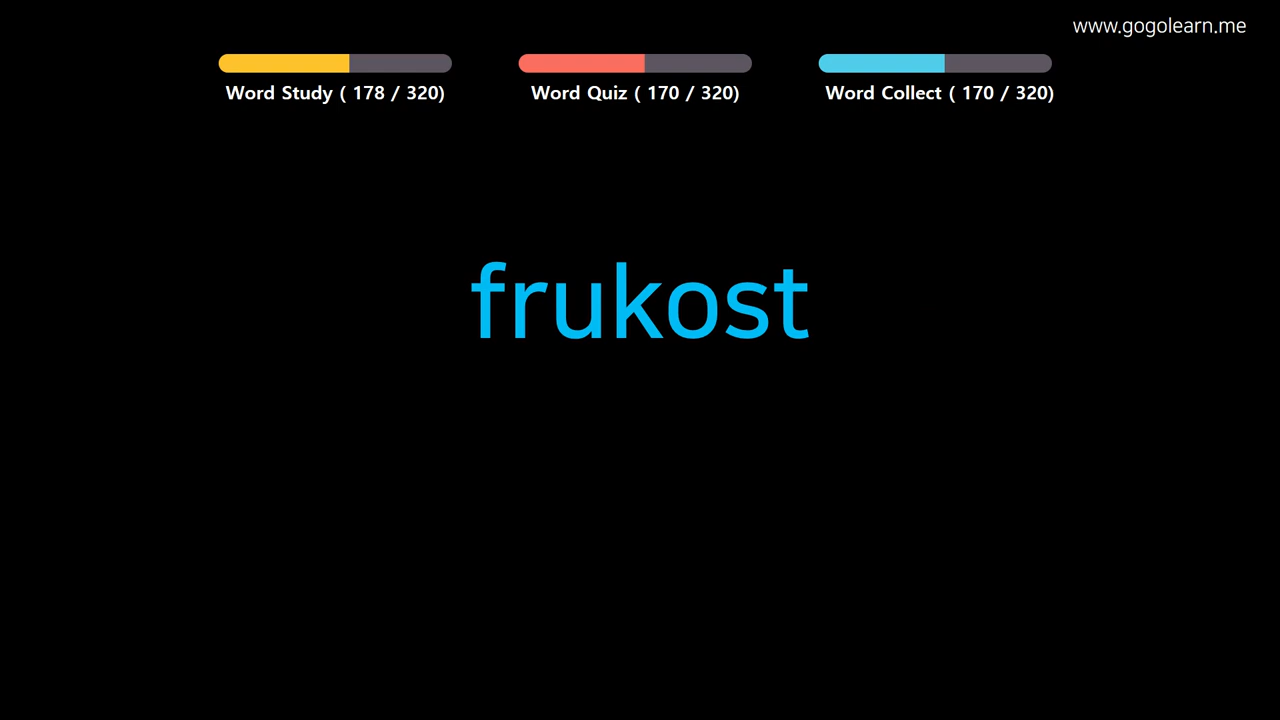 www.gogolearn.me
Word Study ( 178 / 320)
Word Quiz ( 170 / 320)
Word Collect ( 170 / 320)
frukost